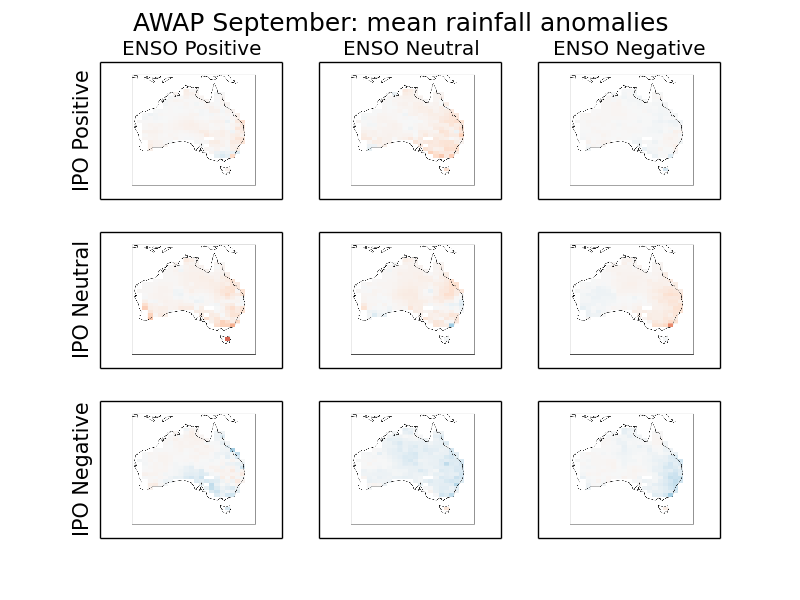 AWAP September: mean rainfall anomalies
ENSO Positive
ENSO Neutral
ENSO Negative
IPO Positive
IPO Neutral
IPO Negative